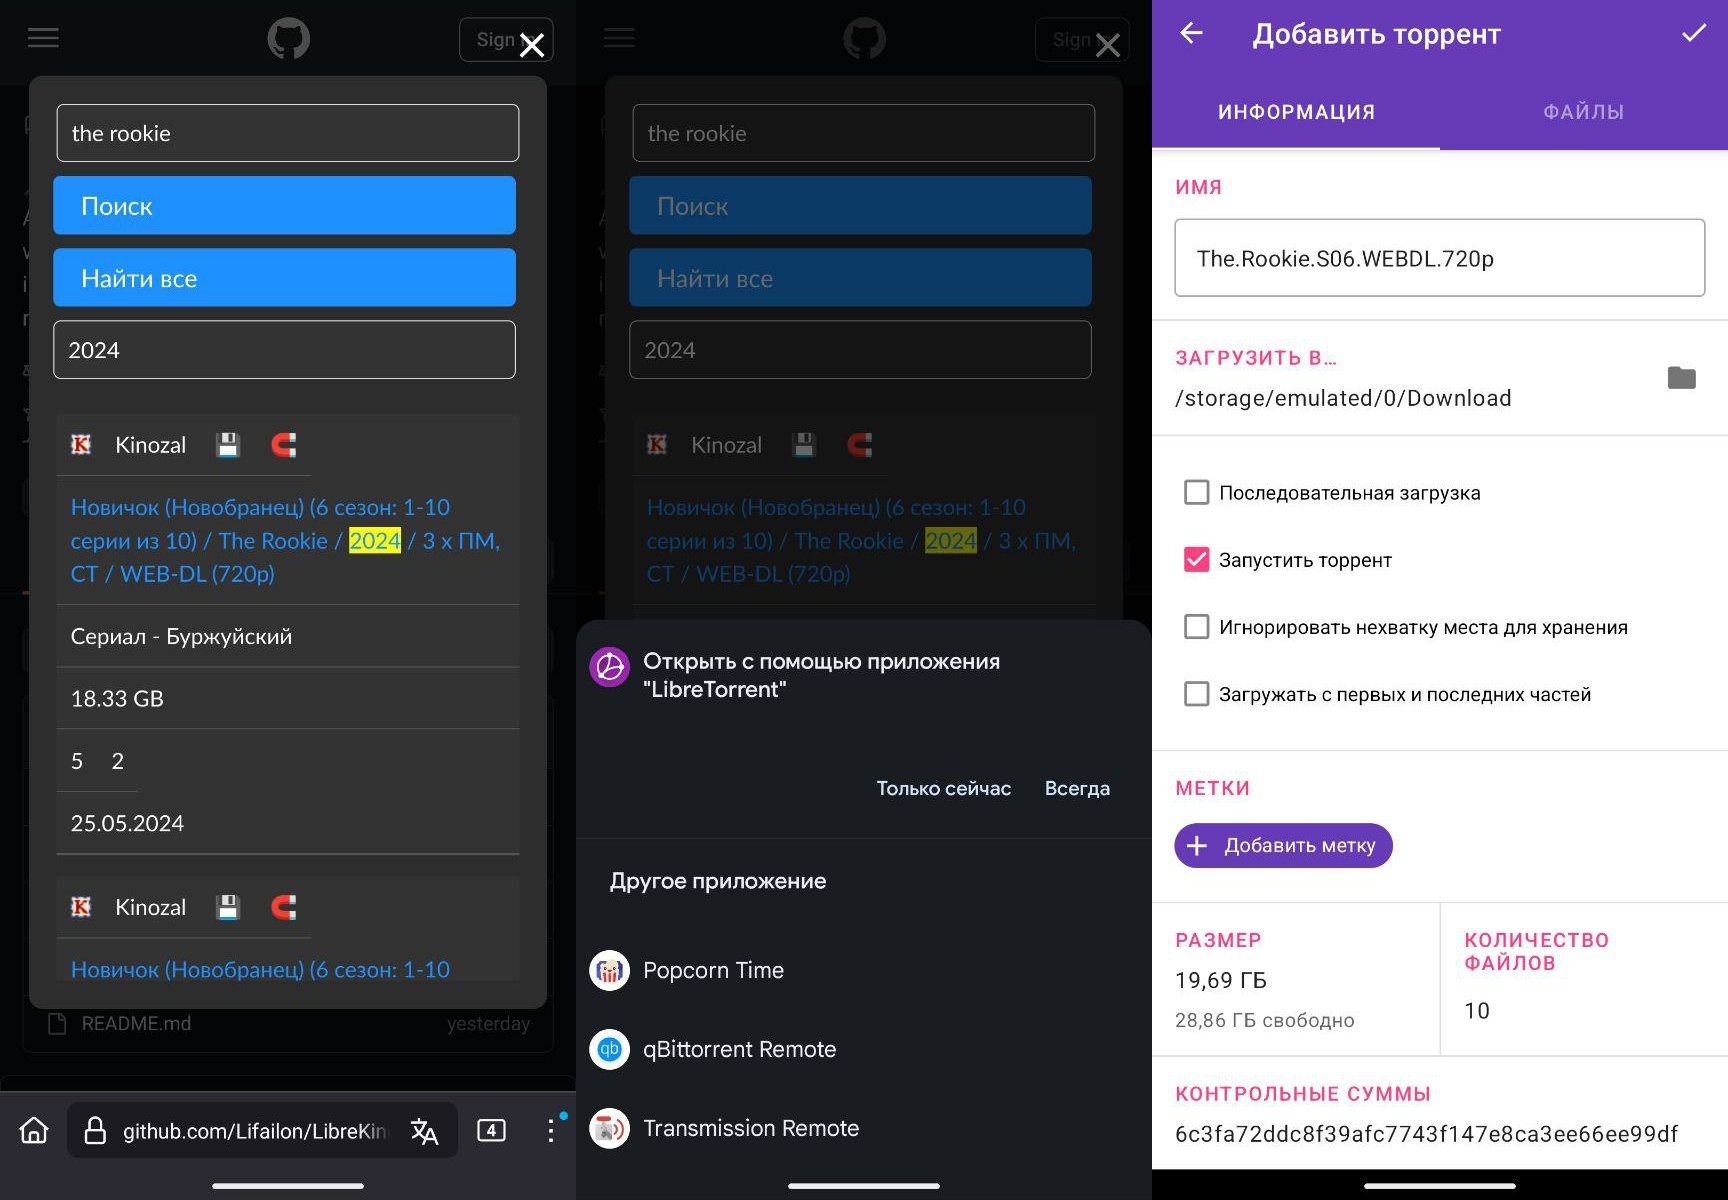 Sign
the rookie
Поиск
Найти все
2024
Kinozal
Новичок (Новобранец) (6 сезон: 1-10
серии из 10) / The Rookie / 2024 / 3 x ПМ,
СТ / WEB-DL (720p)
Сериал - Буржуйский
18.33 GB
5 2
25.05.2024
Kinozal
Новичок (Новобранец) (6 сезон: 1-10
README.md yesterday
github.com/Lifailon/LibreKin
4
Sign
the rookie
Поиск
Найти все
2024
Kinozal
Новичок (Новобранец) (6 сезон: 1-10
серии из 10) / The Rookie / 2024 / 3 x ПМ,
СТ / WEB-DL (720p)
Открыть с помощью приложения
"LibreTorrent"
Только сейчас Всегда
Другое приложение
Popcorn Time
qb
qBittorrent Remote
Transmission Remote
Добавить торрент
ИНФОРМАЦИЯ ФАЙЛЫ
ИМЯ
The.Rookie.S06.WEBDL.720p
ЗАГРУЗИТЬ В…
/storage/emulated/0/Download
Последовательная загрузка
Запустить торрент
Игнорировать нехватку места для хранения
Загружать с первых и последних частей
МЕТКИ
Добавить метку
РАЗМЕР
19,69 ГБ
28,86 ГБ свободно
КОЛИЧЕСТВО
ФАЙЛОВ
10
КОНТРОЛЬНЫЕ СУММЫ
6c3fa72ddc8f39afc7743f147e8ca3ee66ee99df